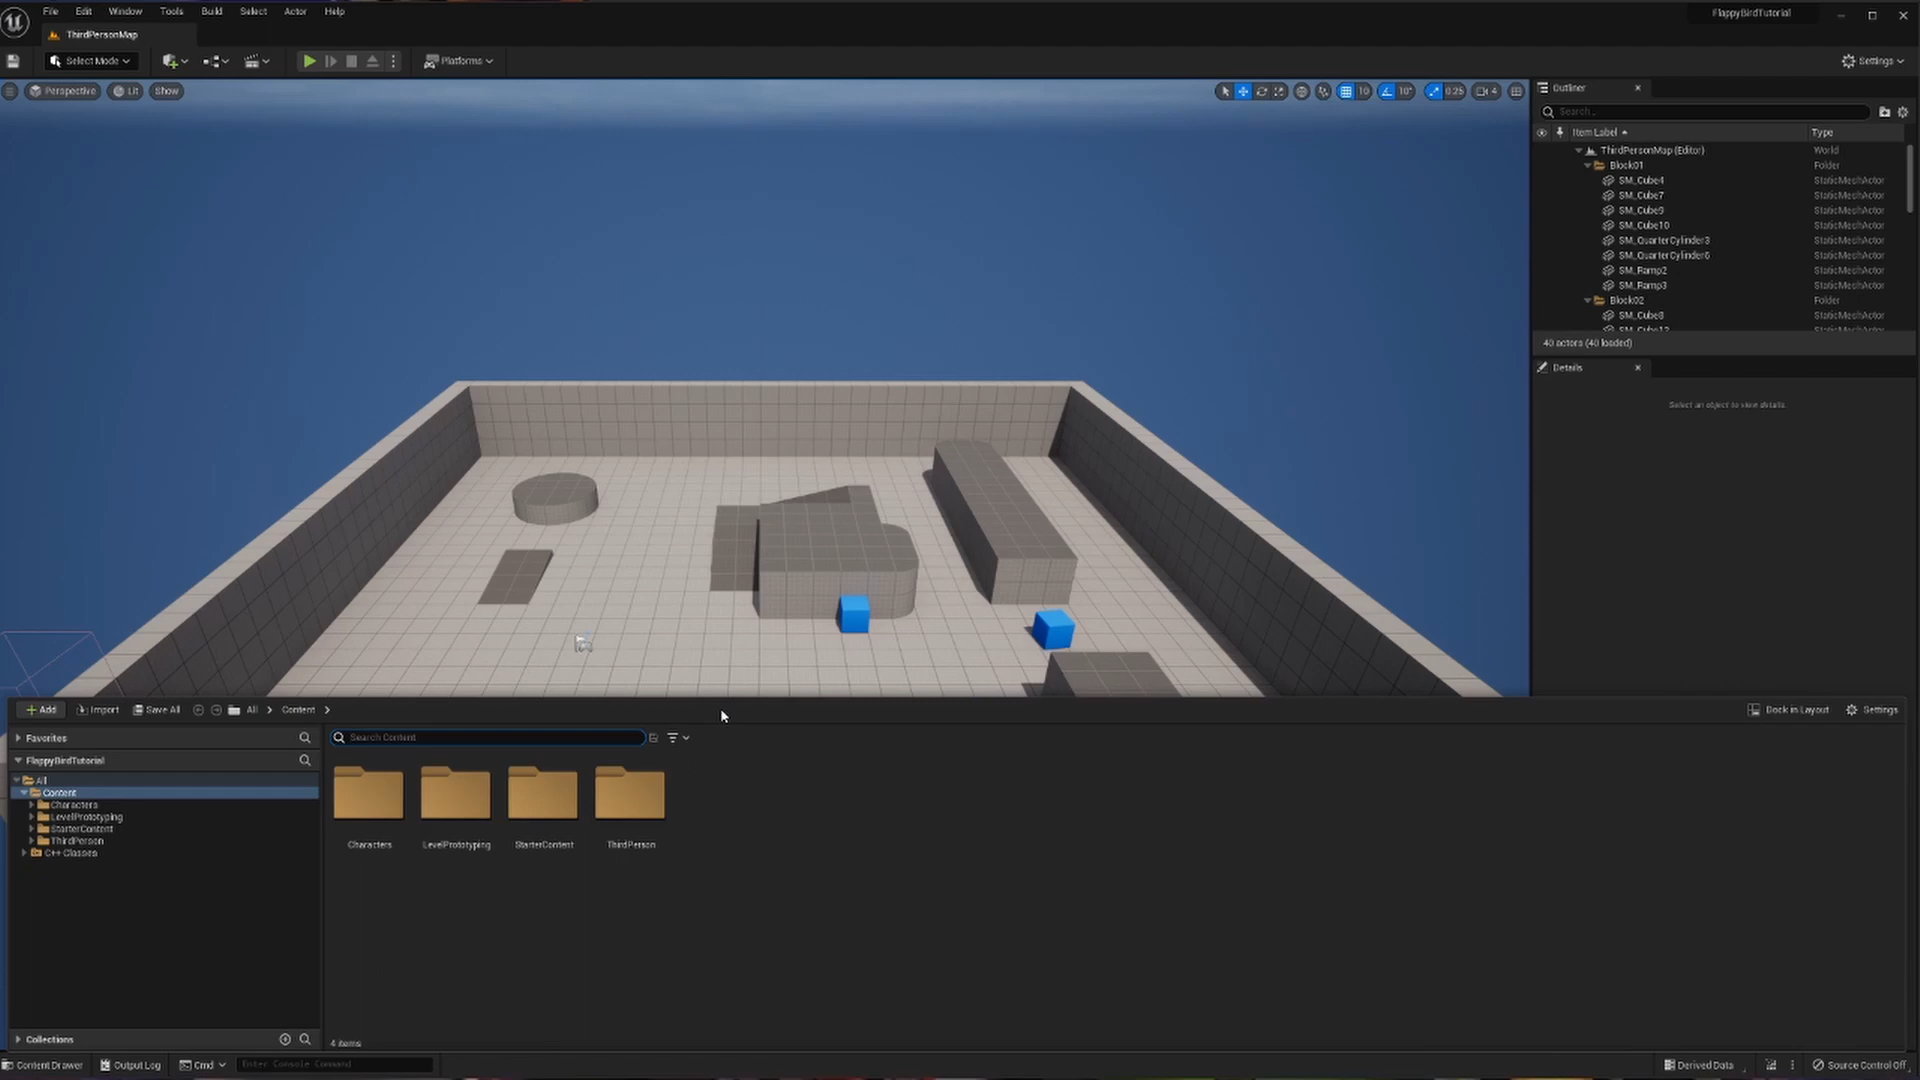 File Edit Window Tools Build Select Actor Help
FlappyBirdTutorial
ThirdPersonMap
Select Mode
Platforms
Settings
Perspective Lit Show
10 10° 0.25 4
Outliner
Search...
Item Label Type
ThirdPersonMap (Editor) World
Block01 Folder
SM_Cube4 StaticMeshActor
SM_Cube7 StaticMeshActor
SM_Cube9 StaticMeshActor
SM_Cube10 StaticMeshActor
SM_QuarterCylinder3 StaticMeshActor
SM_QuarterCylinder6 StaticMeshActor
SM_Ramp2 StaticMeshActor
SM_Ramp3 StaticMeshActor
Block02 Folder
SM_Cube8 StaticMeshActor
40 actors (40 loaded)
Details
Select an object to view details.
Add Import Save All All Content
Dock in Layout Settings
Favorites
Search Content
FlappyBirdTutorial
All
Content
Characters
LevelPrototyping
StarterContent
ThirdPerson
C++ Classes
Characters LevelPrototyping StarterContent ThirdPerson
Collections
4 items
Content Drawer Output Log Cmd Enter Console Command
Derived Data Source Control Off